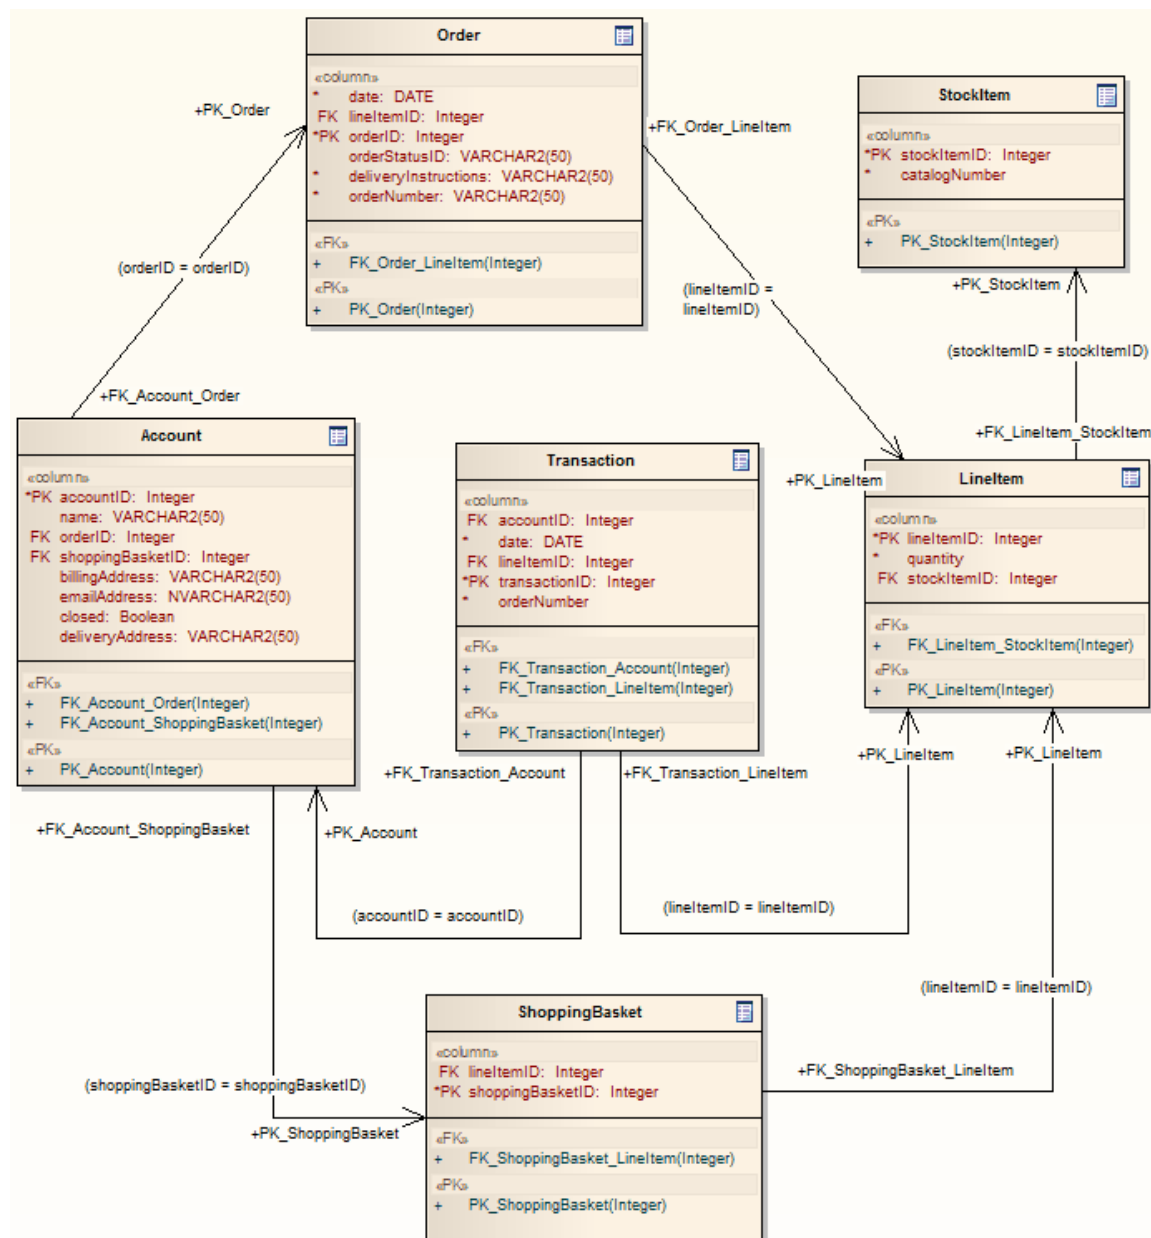 Order
«column»
* date: DATE
FK lineItemID: Integer
*PK orderID: Integer
orderStatusID: VARCHAR2(50)
* deliveryInstructions: VARCHAR2(50)
* orderNumber: VARCHAR2(50)
«FK»
+ FK_Order_LineItem(Integer)
«PK»
+ PK_Order(Integer)
+PK_Order
(orderID = orderID)
+FK_Account_Order
+FK_Order_LineItem
(lineItemID =
lineItemID)
+PK_LineItem
StockItem
«column»
*PK stockItemID: Integer
* catalogNumber
«PK»
+ PK_StockItem(Integer)
+PK_StockItem
(stockItemID = stockItemID)
+FK_LineItem_StockItem
Account
«column»
*PK accountID: Integer
name: VARCHAR2(50)
FK orderID: Integer
FK shoppingBasketID: Integer
billingAddress: VARCHAR2(50)
emailAddress: NVARCHAR2(50)
closed: Boolean
deliveryAddress: VARCHAR2(50)
«FK»
+ FK_Account_Order(Integer)
+ FK_Account_ShoppingBasket(Integer)
«PK»
+ PK_Account(Integer)
Transaction
«column»
FK accountID: Integer
* date: DATE
FK lineItemID: Integer
*PK transactionID: Integer
* orderNumber
«FK»
+ FK_Transaction_Account(Integer)
+ FK_Transaction_LineItem(Integer)
«PK»
+ PK_Transaction(Integer)
LineItem
«column»
*PK lineItemID: Integer
* quantity
FK stockItemID: Integer
«FK»
+ FK_LineItem_StockItem(Integer)
«PK»
+ PK_LineItem(Integer)
+FK_Transaction_Account
+FK_Transaction_LineItem
+PK_LineItem
+PK_LineItem
+FK_Account_ShoppingBasket
+PK_Account
(accountID = accountID)
(lineItemID = lineItemID)
(lineItemID = lineItemID)
ShoppingBasket
«column»
FK lineItemID: Integer
*PK shoppingBasketID: Integer
«FK»
+ FK_ShoppingBasket_LineItem(Integer)
«PK»
+ PK_ShoppingBasket(Integer)
+FK_ShoppingBasket_LineItem
(shoppingBasketID = shoppingBasketID)
+PK_ShoppingBasket